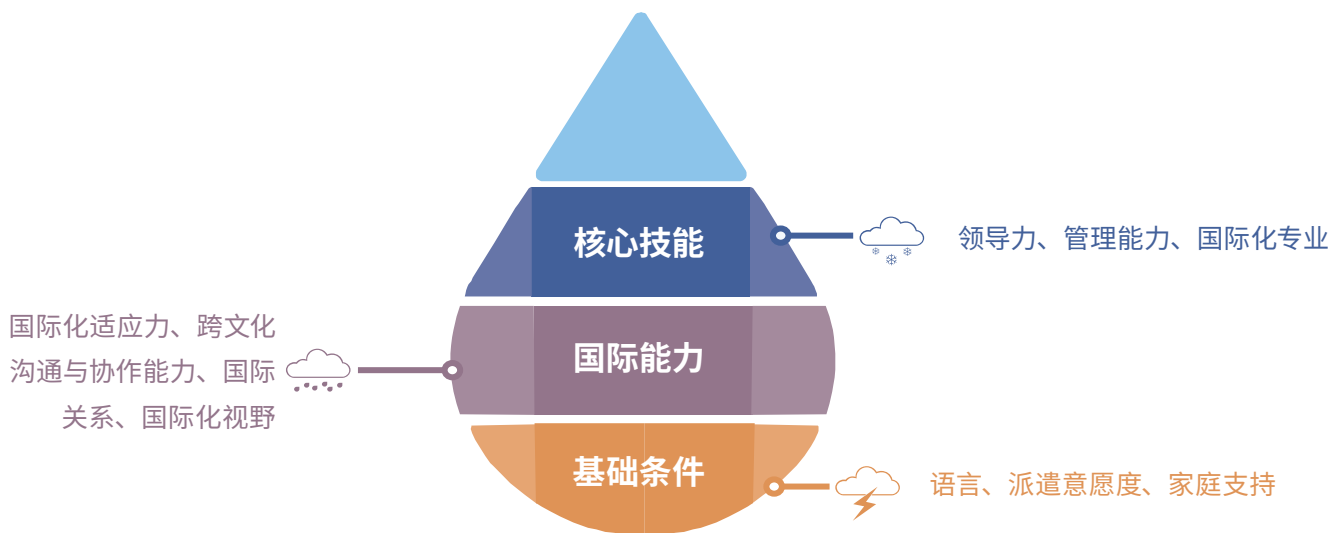 核心技能
领导力、管理能力、国际化专业
国际化适应力、跨文化
沟通与协作能力、国际
关系、国际化视野
国际能力
基础条件
语言、派遣意愿度、家庭支持